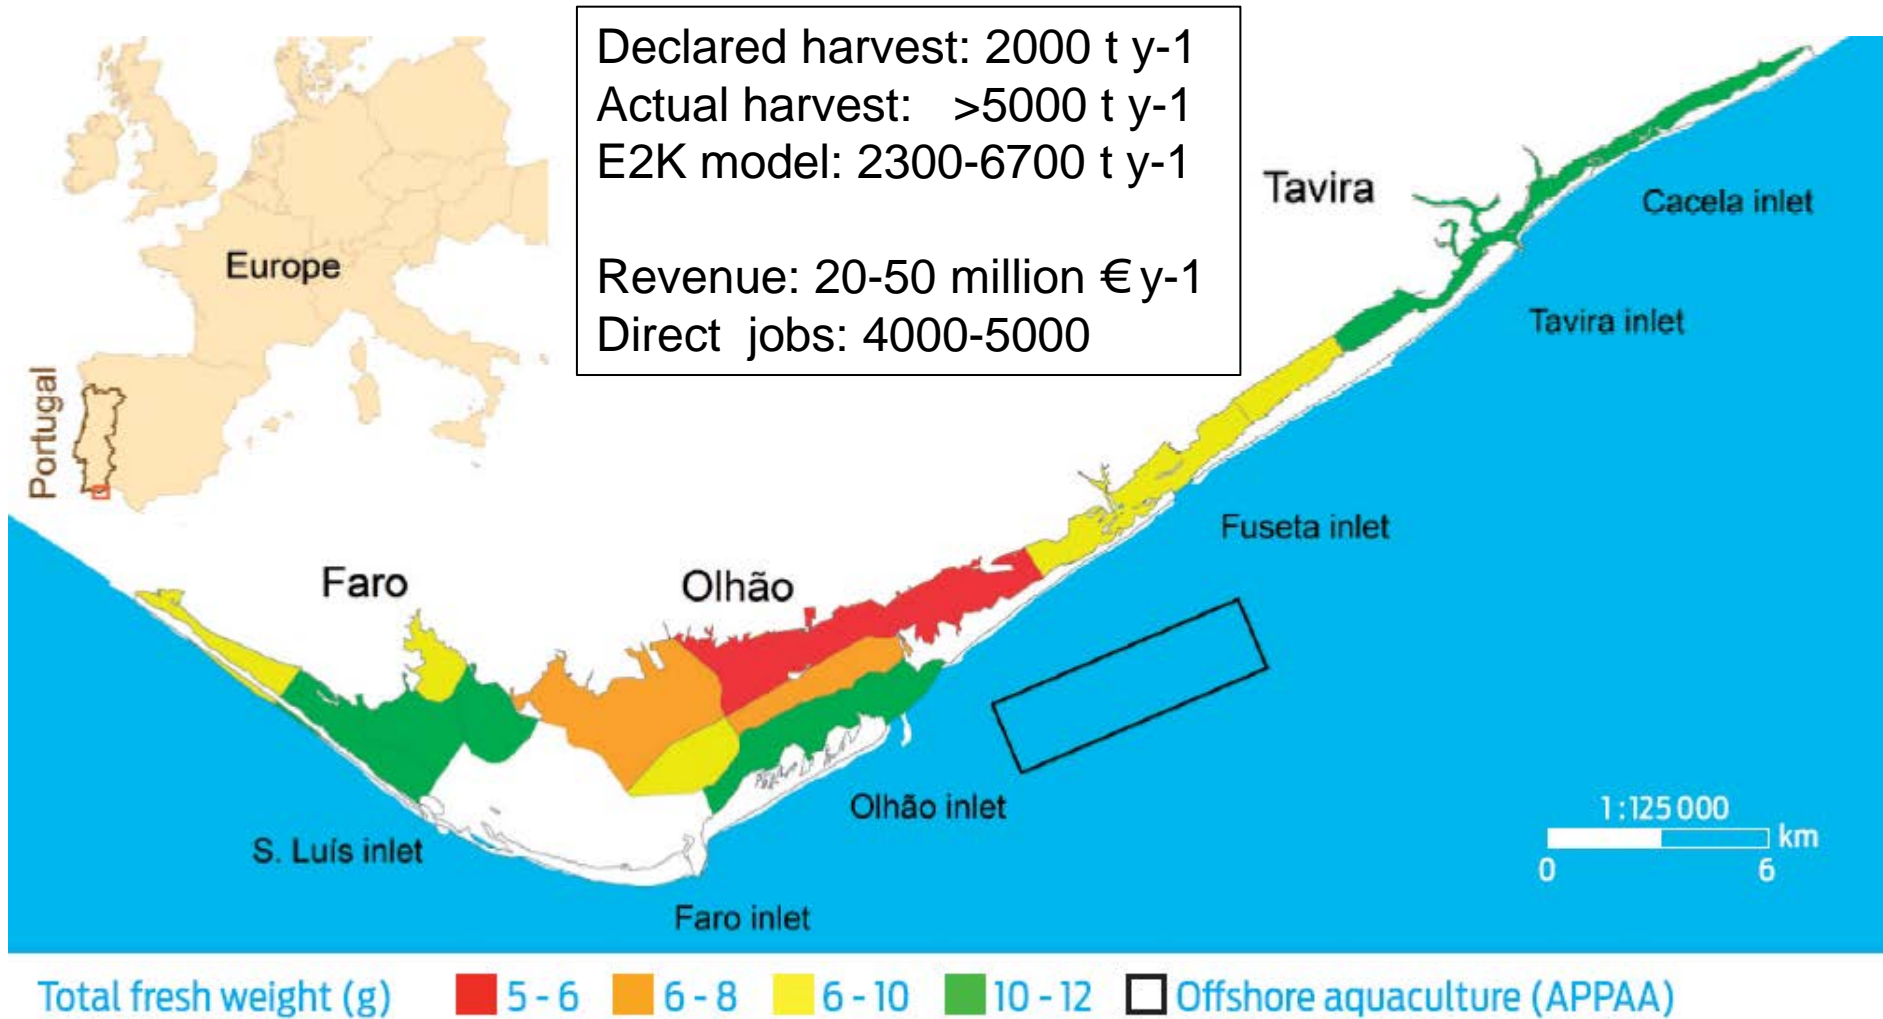 Declared harvest: 2000 t y-1
Actual harvest: >5000 t y-1
E2K model: 2300-6700 t y-1
Revenue: 20-50 million € y-1
Direct jobs: 4000-5000
Europe
Portugal
Tavira
Cacela inlet
Tavira inlet
Fuseta inlet
Faro
Olhão
Olhão inlet
S. Luís inlet
Faro inlet
1:125 000
km
0 6
Total fresh weight (g) 5 - 6 6 - 8 6 - 10 10 - 12 Offshore aquaculture (APPAA)